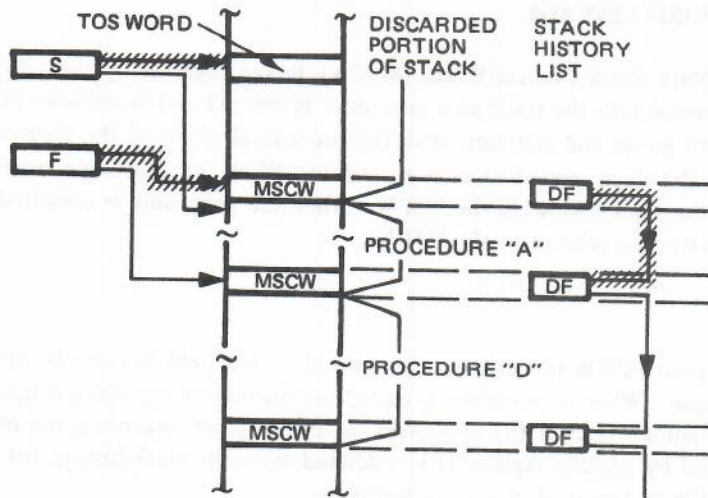 TOS WORD
DISCARDED
PORTION
OF STACK
STACK
HISTORY
LIST
S
F
MSCW
DF
PROCEDURE "A"
MSCW
DF
PROCEDURE "D"
MSCW
DF